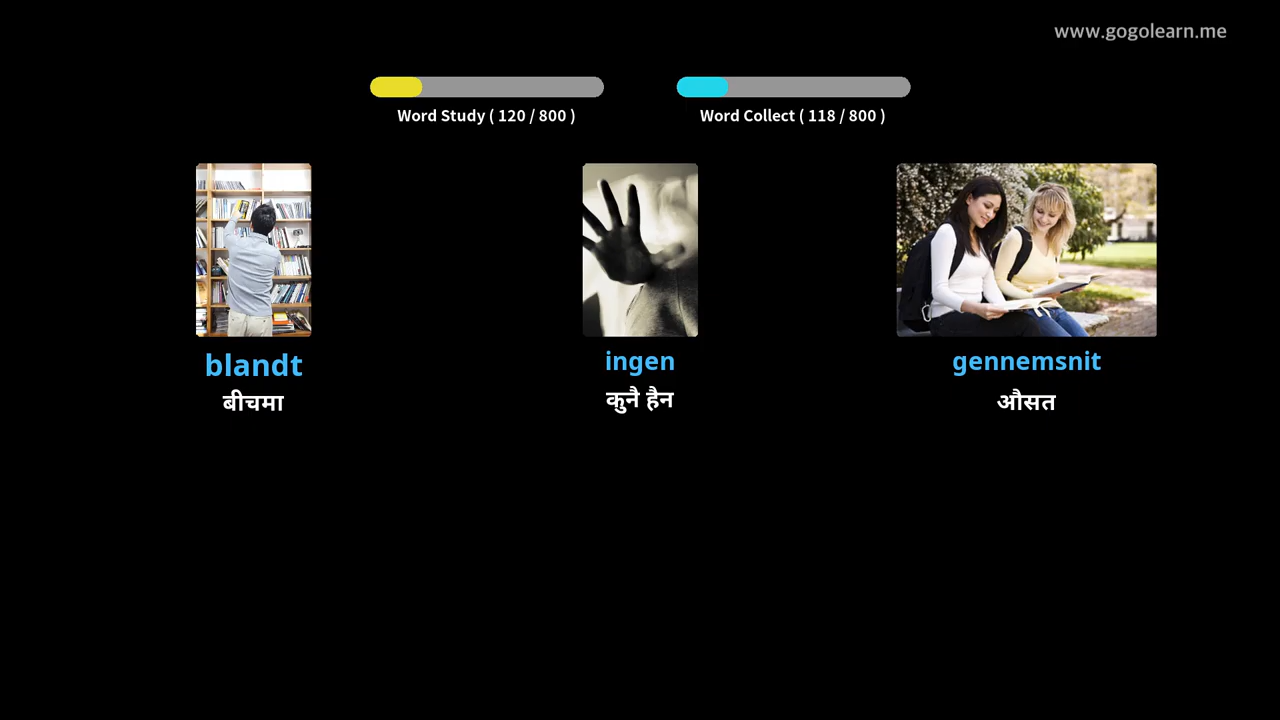 www.gogolearn.me
Word Study ( 120 / 800 )
Word Collect ( 118 / 800 )
blandt
बीचमा
ingen
कुनै हैन
gennemsnit
औसत